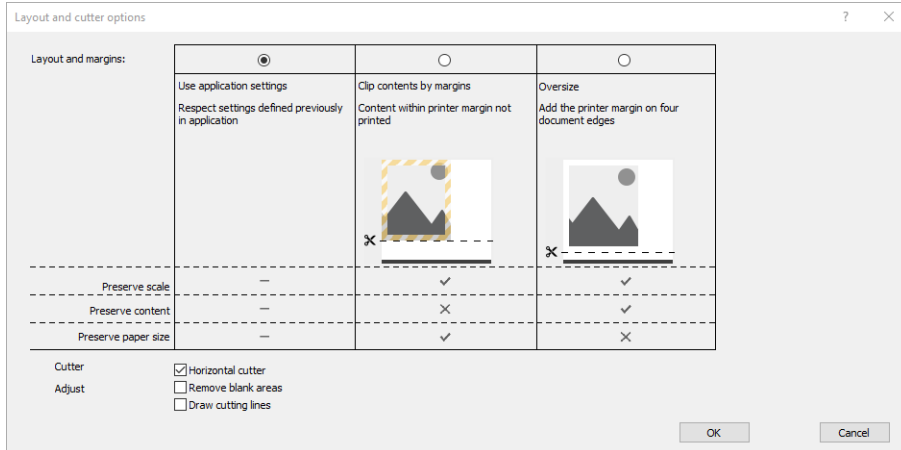 Layout and cutter options
Layout and margins:
Use application settings
Respect settings defined previously
in application
Clip contents by margins
Content within printer margin not
printed
Oversize
Add the printer margin on four
document edges
Preserve scale
Preserve content
Preserve paper size
Cutter
Horizontal cutter
Adjust
Remove blank areas
Draw cutting lines
OK
Cancel